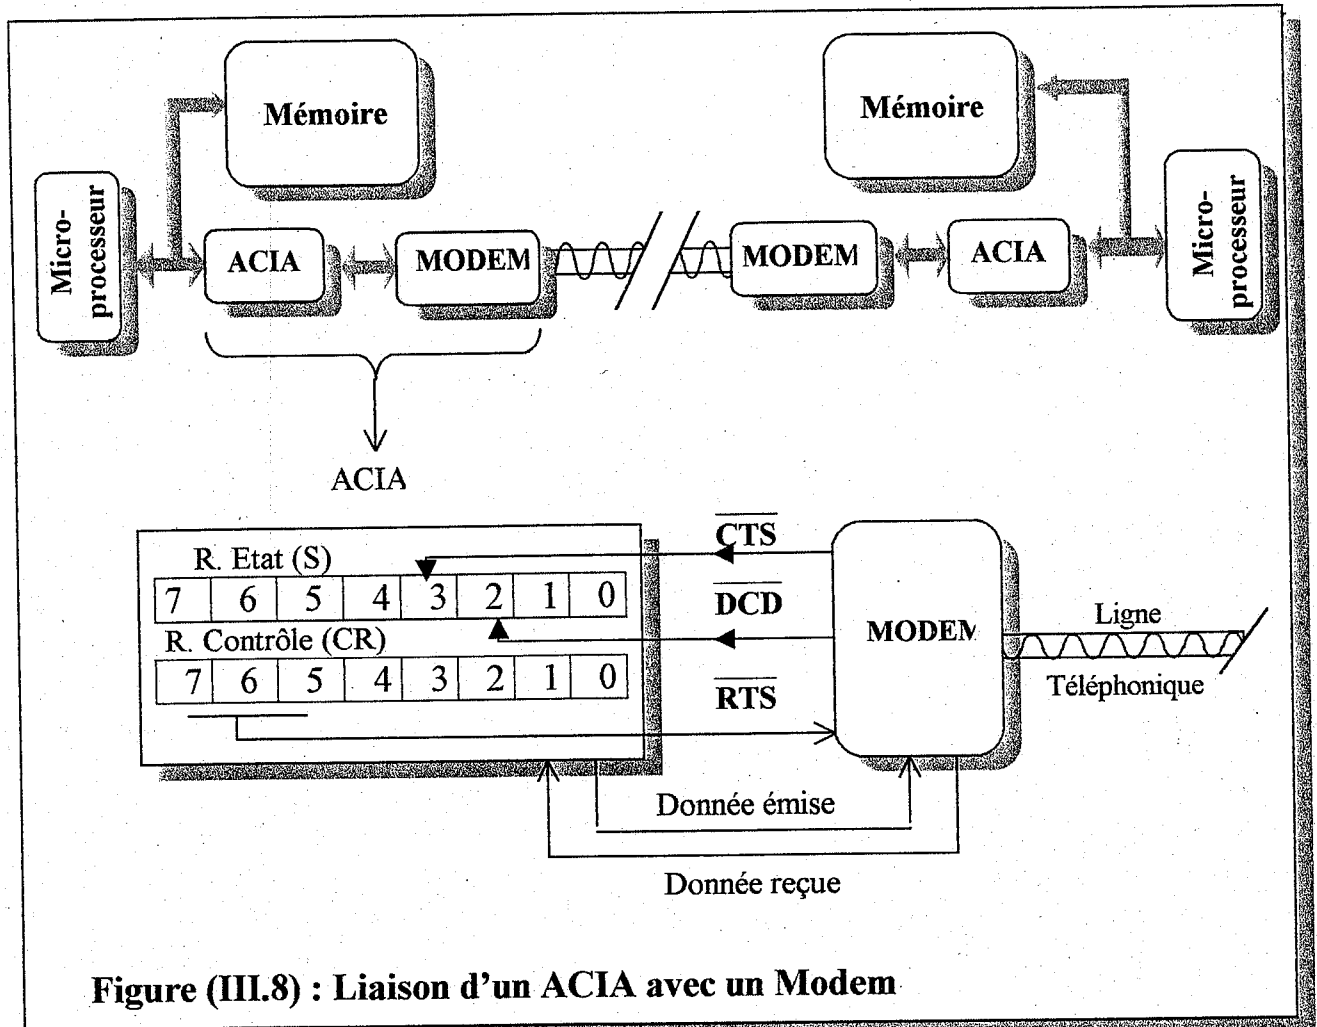 Mémoire
Mémoire
Micro-
processeur
ACIA
MODEM
MODEM
ACIA
Micro-
processeur
ACIA
R. Etat (S)
7 6 5 4 3 2 1 0
R. Contrôle (CR)
7 6 5 4 3 2 1 0
CTS
DCD
RTS
MODEM
Ligne
Téléphonique
Donnée émise
Donnée reçue
Figure (III.8) : Liaison d'un ACIA avec un Modem